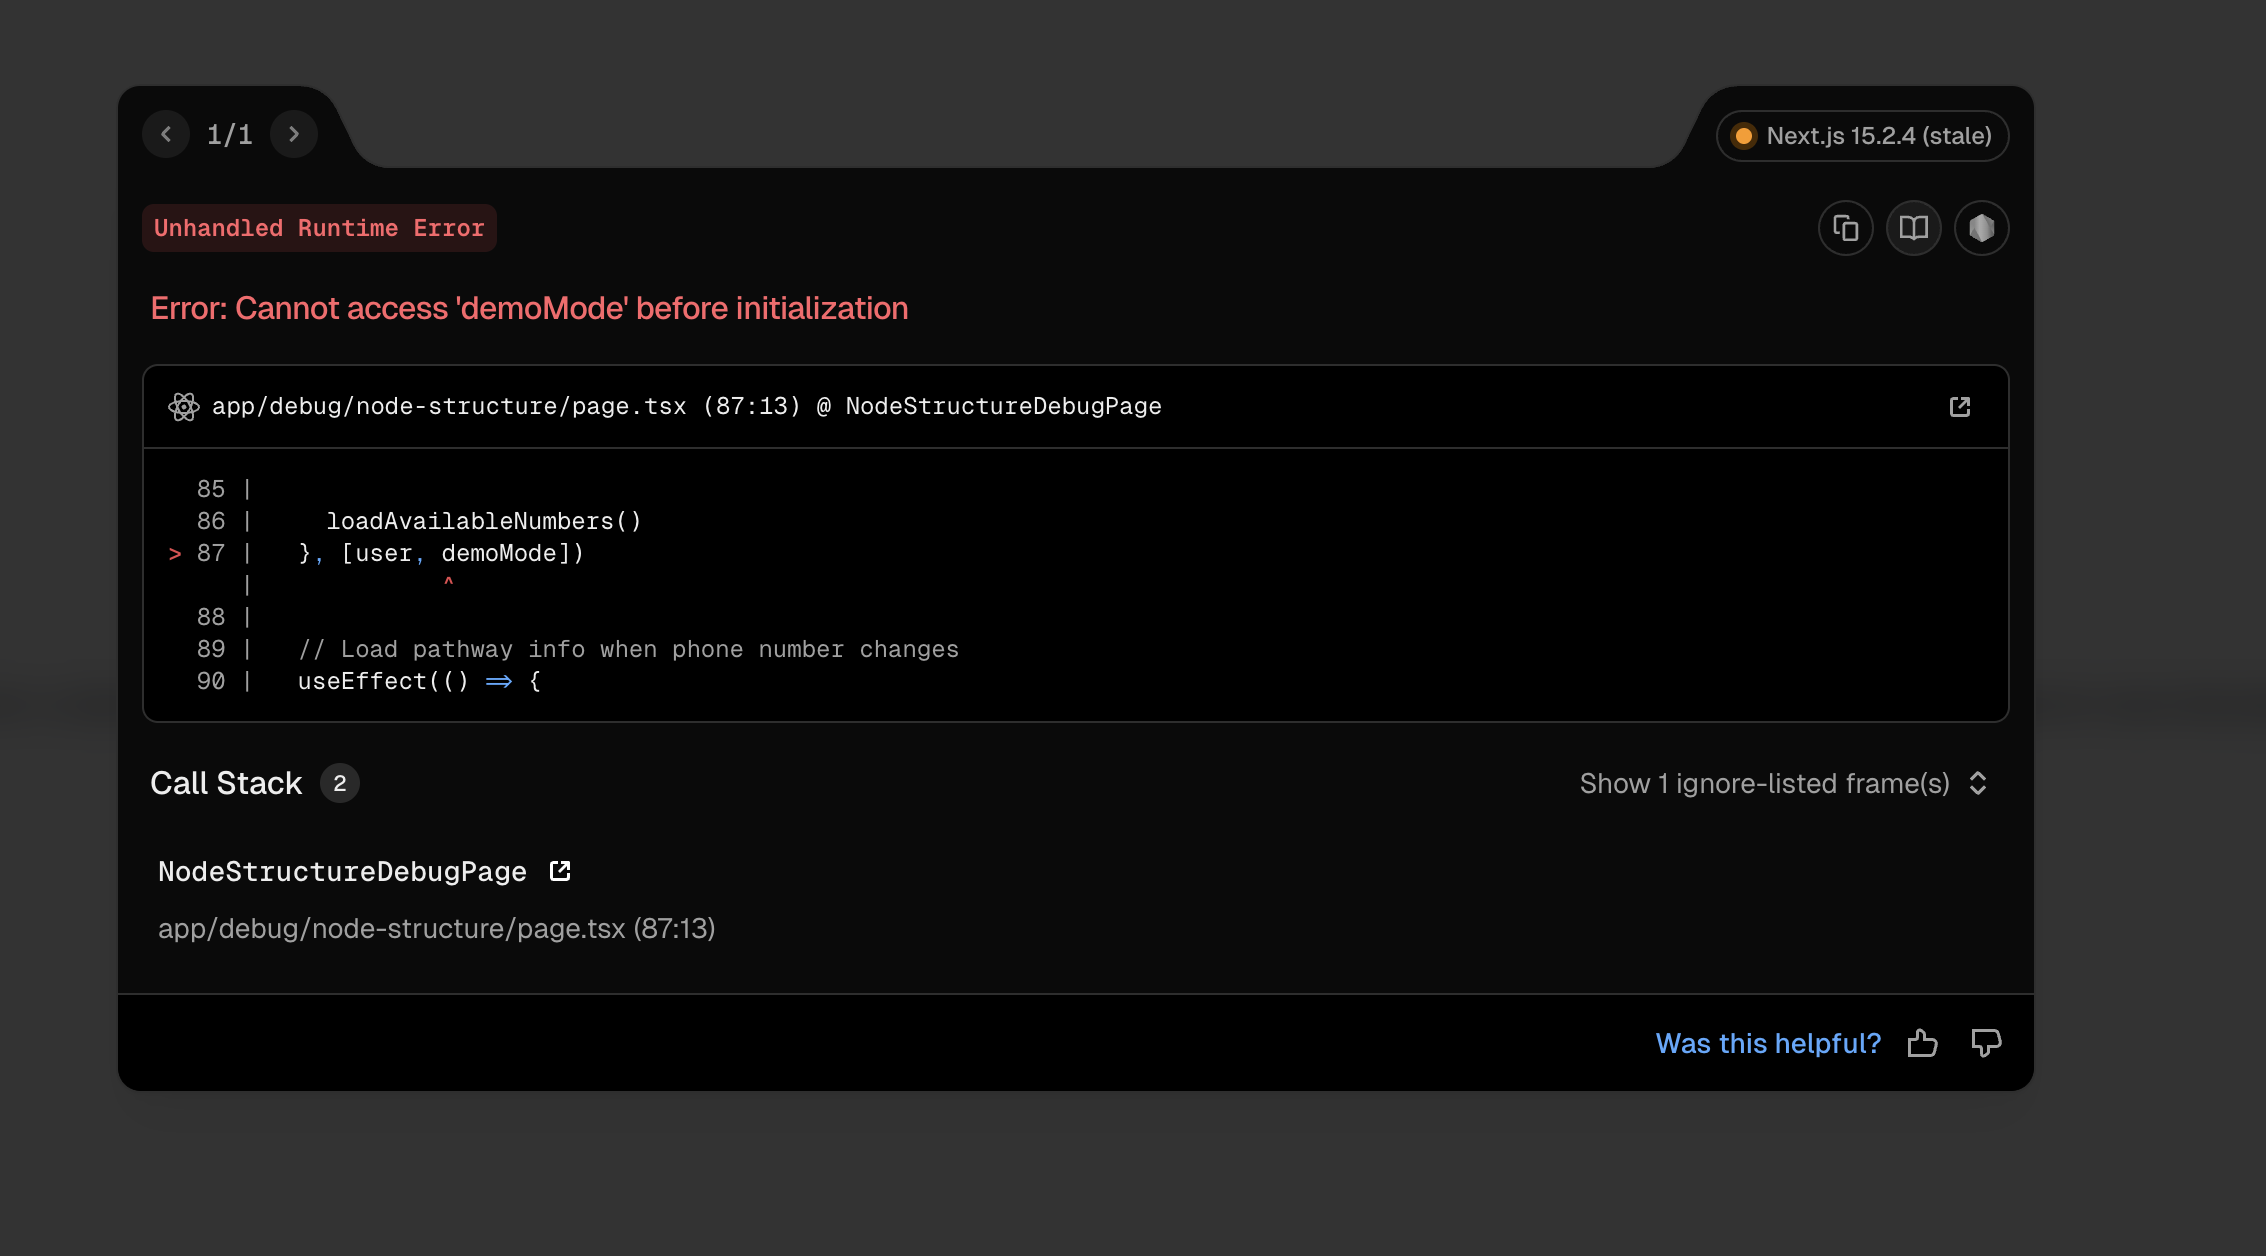 1/1
Next.js 15.2.4 (stale)
Unhandled Runtime Error
Error: Cannot access 'demoMode' before initialization
app/debug/node-structure/page.tsx (87:13) @ NodeStructureDebugPage
85 |
86 |     loadAvailableNumbers()
> 87 |   }, [user, demoMode])
|             ^
88 |
89 |   // Load pathway info when phone number changes
90 |   useEffect(() => {
Call Stack 2
Show 1 ignore-listed frame(s)
NodeStructureDebugPage
app/debug/node-structure/page.tsx (87:13)
Was this helpful?